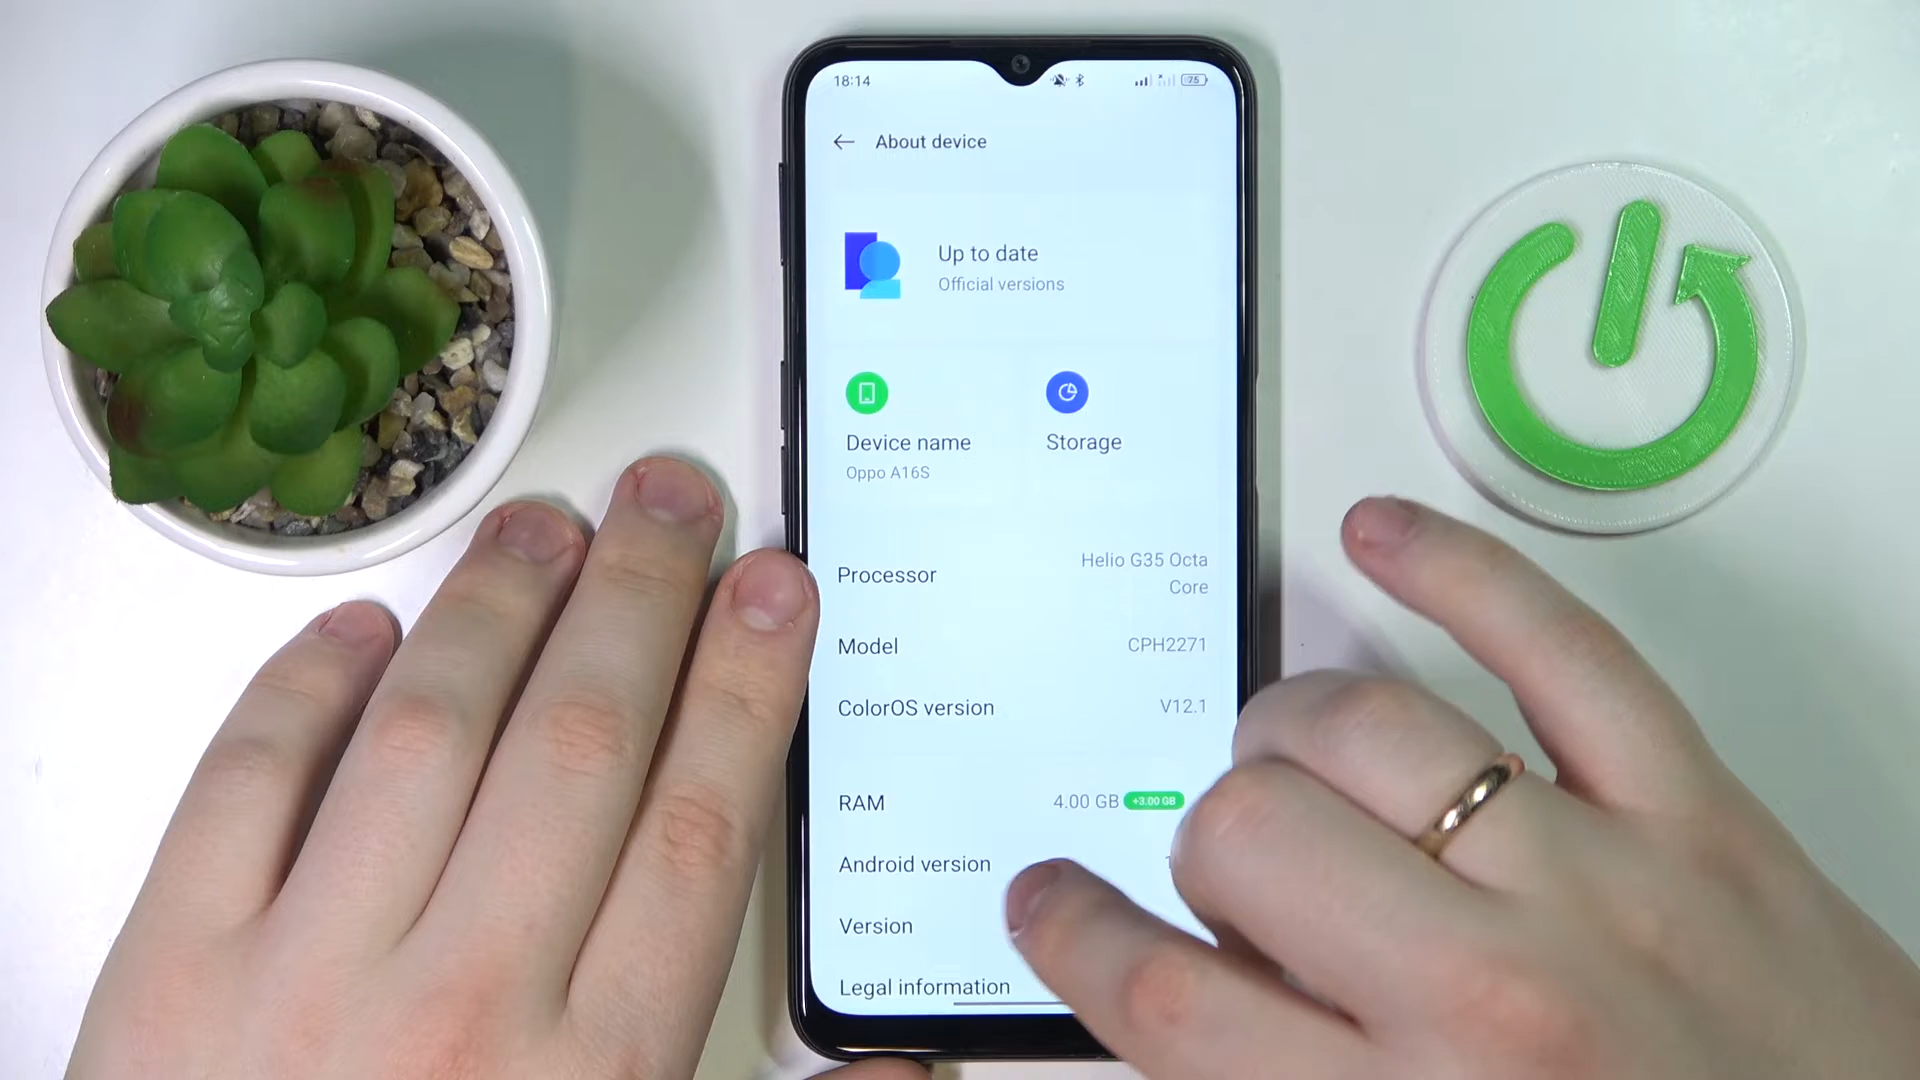 18:14
75
About device
Up to date
Official versions
Device name
Oppo A16S
Storage
Processor
Helio G35 Octa
Core
Model
CPH2271
ColorOS version
V12.1
RAM
4.00 GB
+3.00 GB
Android version
Version
Legal information